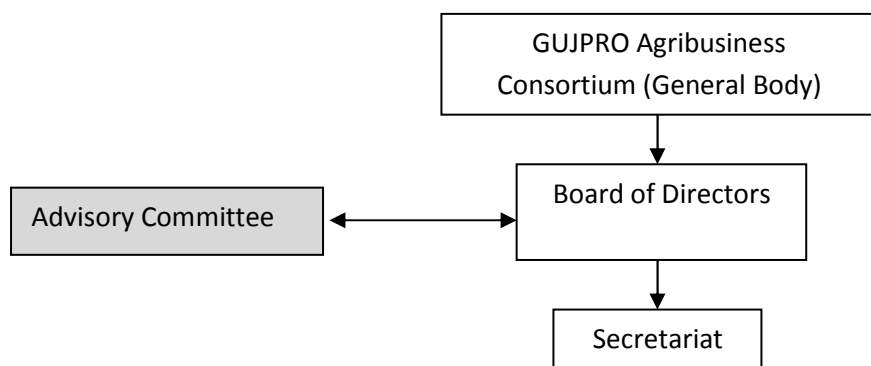 GUJPRO Agribusiness
Consortium (General Body)
Board of Directors
Advisory Committee
Secretariat